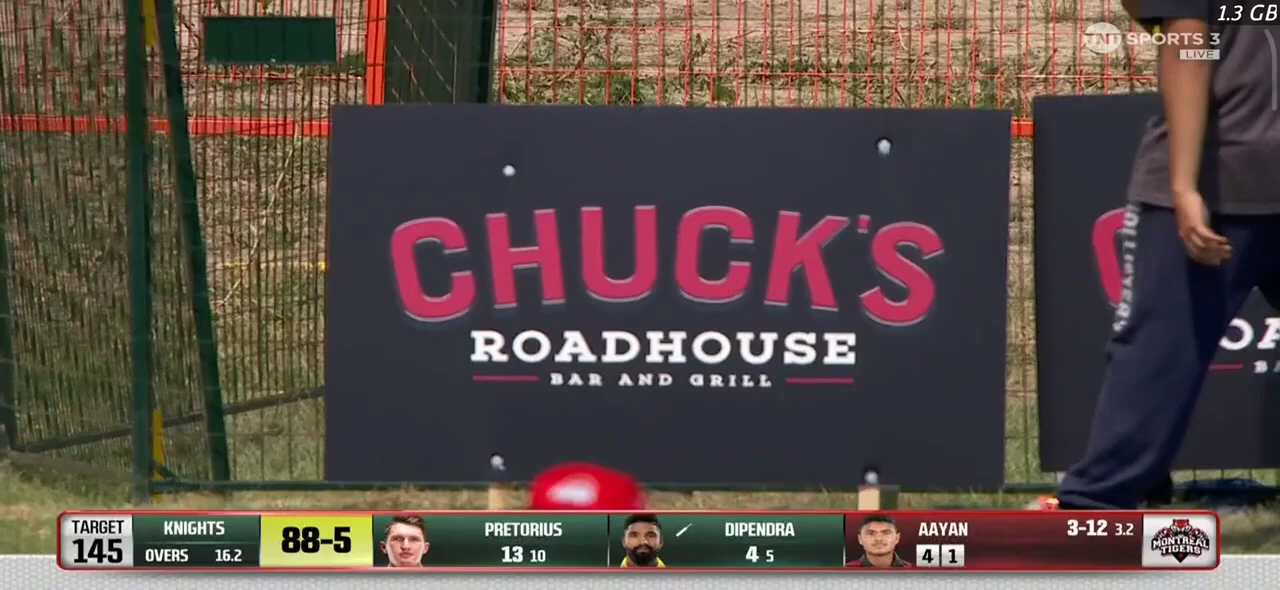 1.3 GB
TNT SPORTS 3
LIVE
CHUCK'S
ROADHOUSE
BAR AND GRILL
TARGET
145
KNIGHTS
OVERS 16.2
88-5
PRETORIUS
13 10
DIPENDRA
4 5
AAYAN
4 1
3-12 3.2
MONTREAL
TIGERS